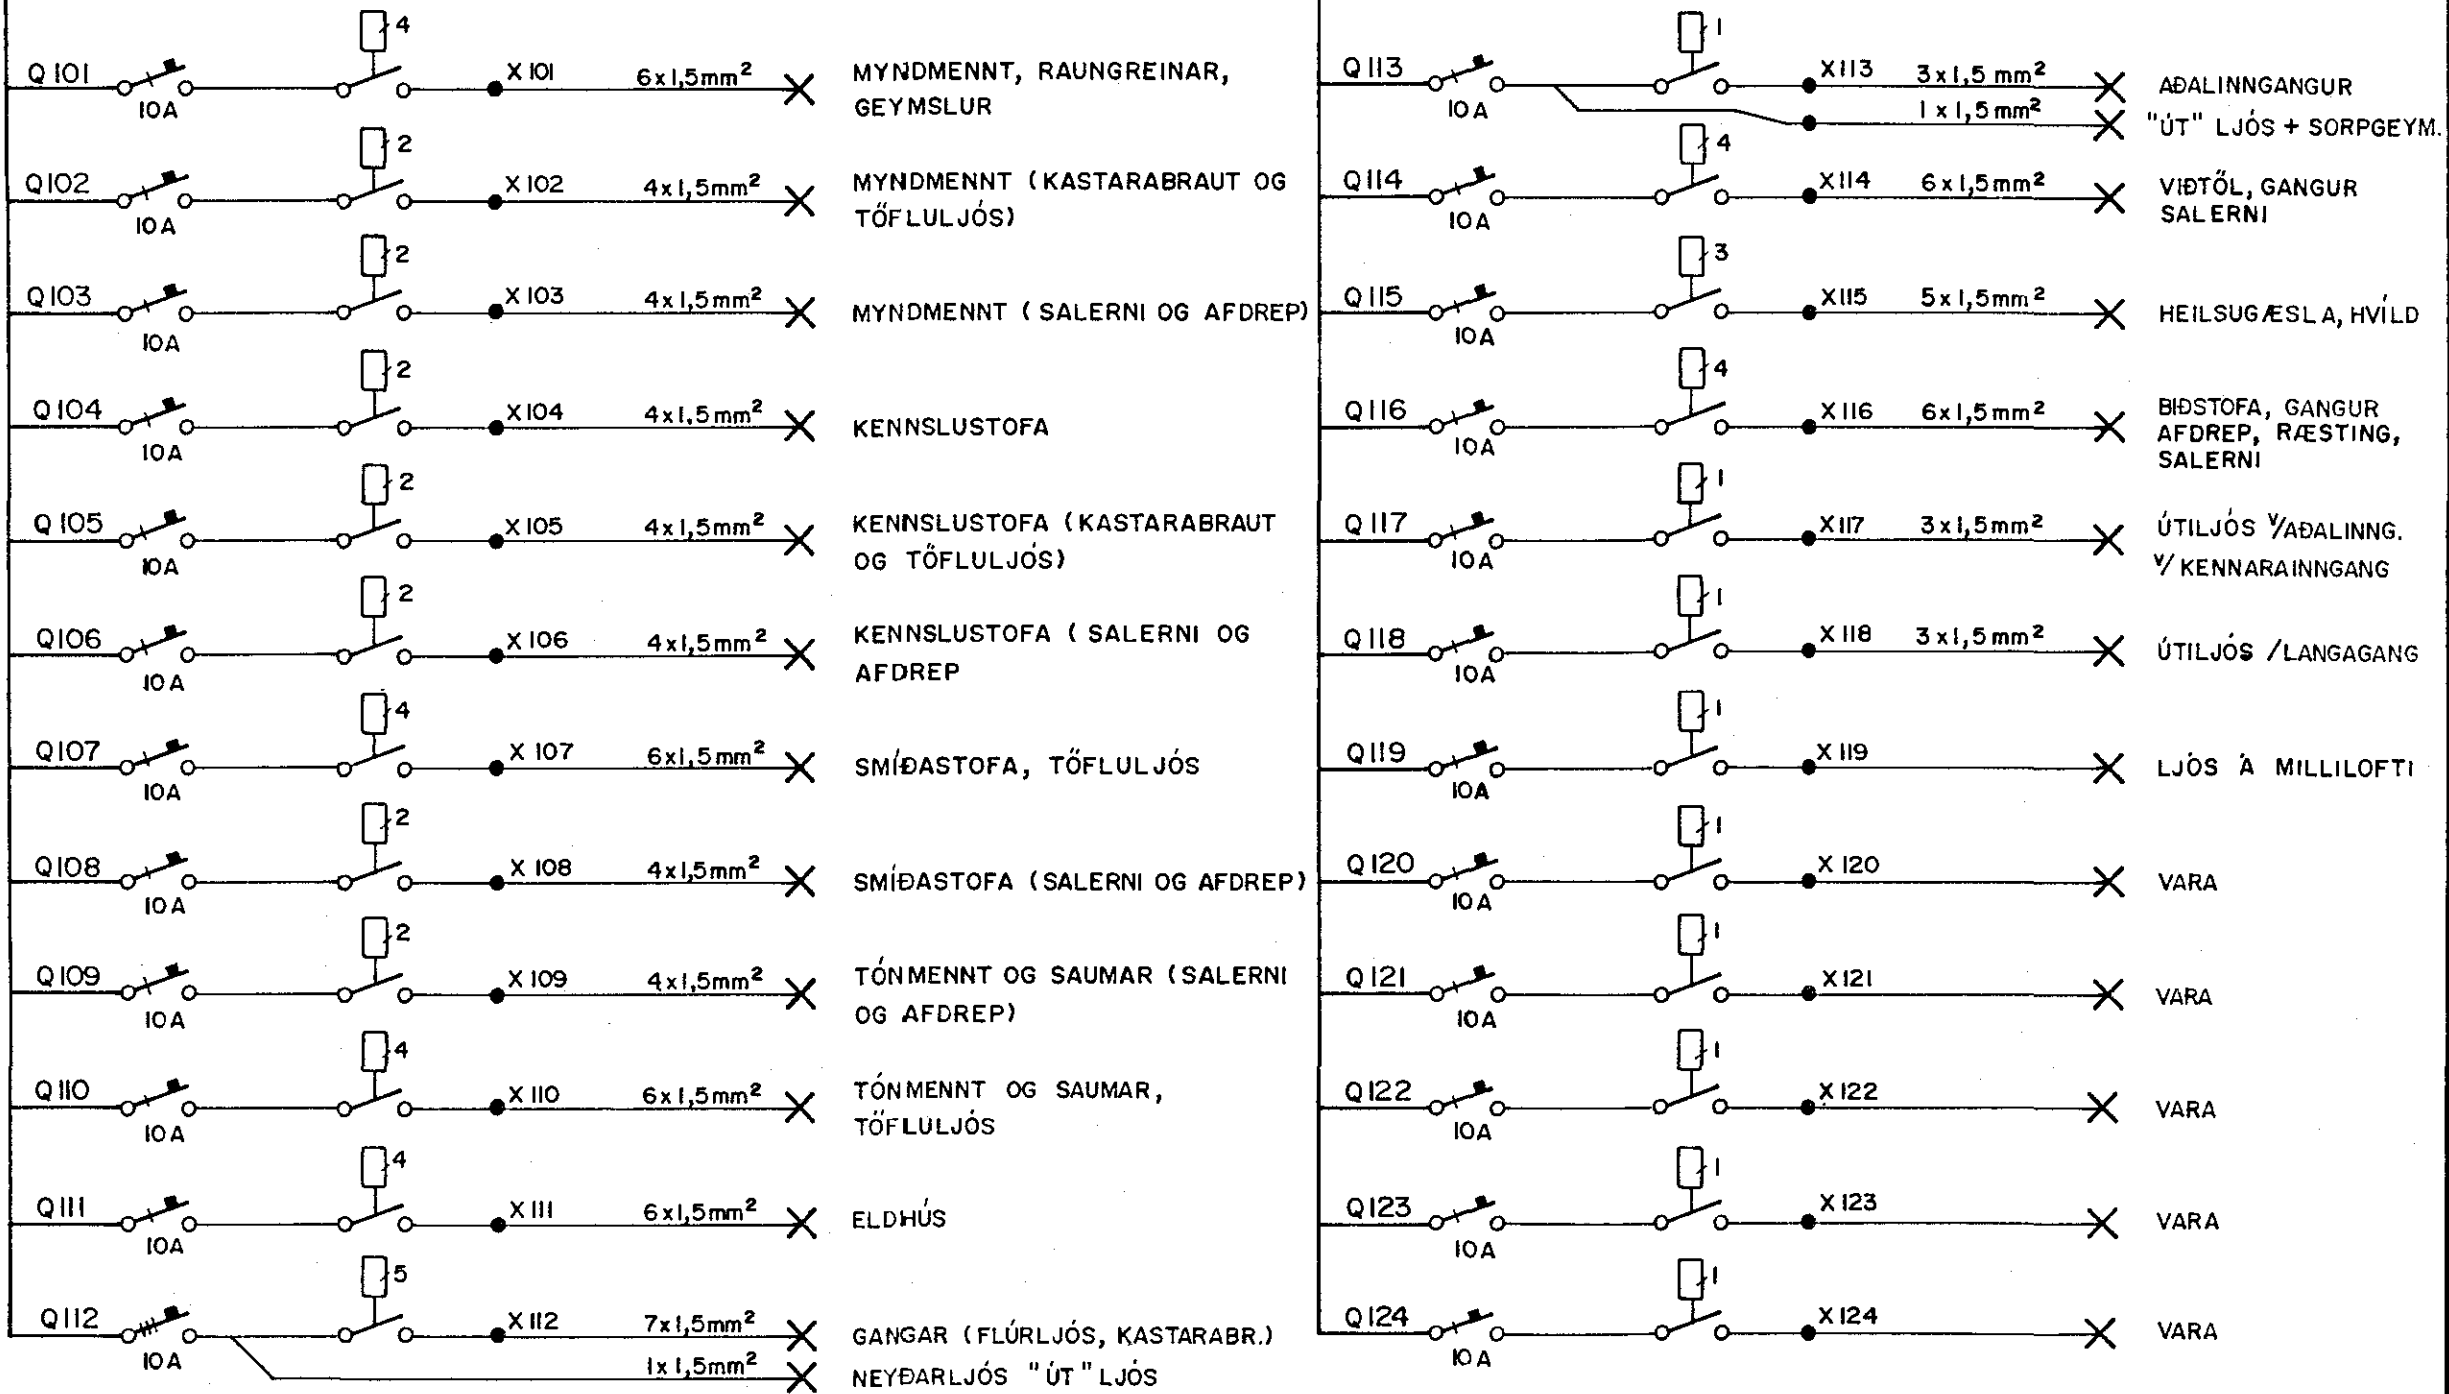 4
Q101 10A X101 6x1,5mm² MYNDMENNT, RAUNGREINAR,
GEYMSLUR
2
Q102 10A X102 4x1,5mm² MYNDMENNT (KASTARABRAUT OG
TÖFLULJÓS)
2
Q103 10A X103 4x1,5mm² MYNDMENNT (SALERNI OG AFDREP)
2
Q104 10A X104 4x1,5mm² KENNSLUSTOFA
2
Q105 10A X105 4x1,5mm² KENNSLUSTOFA (KASTARABRAUT
OG TÖFLULJÓS)
2
Q106 10A X106 4x1,5mm² KENNSLUSTOFA (SALERNI OG
AFDREP
4
Q107 10A X107 6x1,5mm² SMÍÐASTOFA, TÖFLULJÓS
2
Q108 10A X108 4x1,5mm² SMÍÐASTOFA (SALERNI OG AFDREP)
2
Q109 10A X109 4x1,5mm² TÓNMENNT OG SAUMAR (SALERNI
OG AFDREP)
4
Q110 10A X110 6x1,5mm² TÓNMENNT OG SAUMAR,
TÖFLULJÓS
4
Q111 10A X111 6x1,5mm² ELDHÚS
5
Q112 10A X112 7x1,5mm² GANGAR (FLÚRLJÓS, KASTARABR.)
1x1,5mm² NEYÐARLJÓS "ÚT" LJÓS
1
Q113 10A X113 3x1,5mm² AÐALINNGANGUR
1x1,5mm² "ÚT" LJÓS + SORPGEYM.
4
Q114 10A X114 6x1,5mm² VIÐTÖL, GANGUR
SALERNI
3
Q115 10A X115 5x1,5mm² HEILSUGÆSLA, HVÍLD
4
Q116 10A X116 6x1,5mm² BIÐSTOFA, GANGUR
AFDREP, RÆSTING,
SALERNI
1
Q117 10A X117 3x1,5mm² ÚTILJÓS V/AÐALINNG.
V/KENNARAINNGANG
1
Q118 10A X118 3x1,5mm² ÚTILJÓS /LANGAGANG
1
Q119 10A X119 LJÓS Á MILLILOFTI
1
Q120 10A X120 VARA
1
Q121 10A X121 VARA
1
Q122 10A X122 VARA
1
Q123 10A X123 VARA
1
Q124 10A X124 VARA